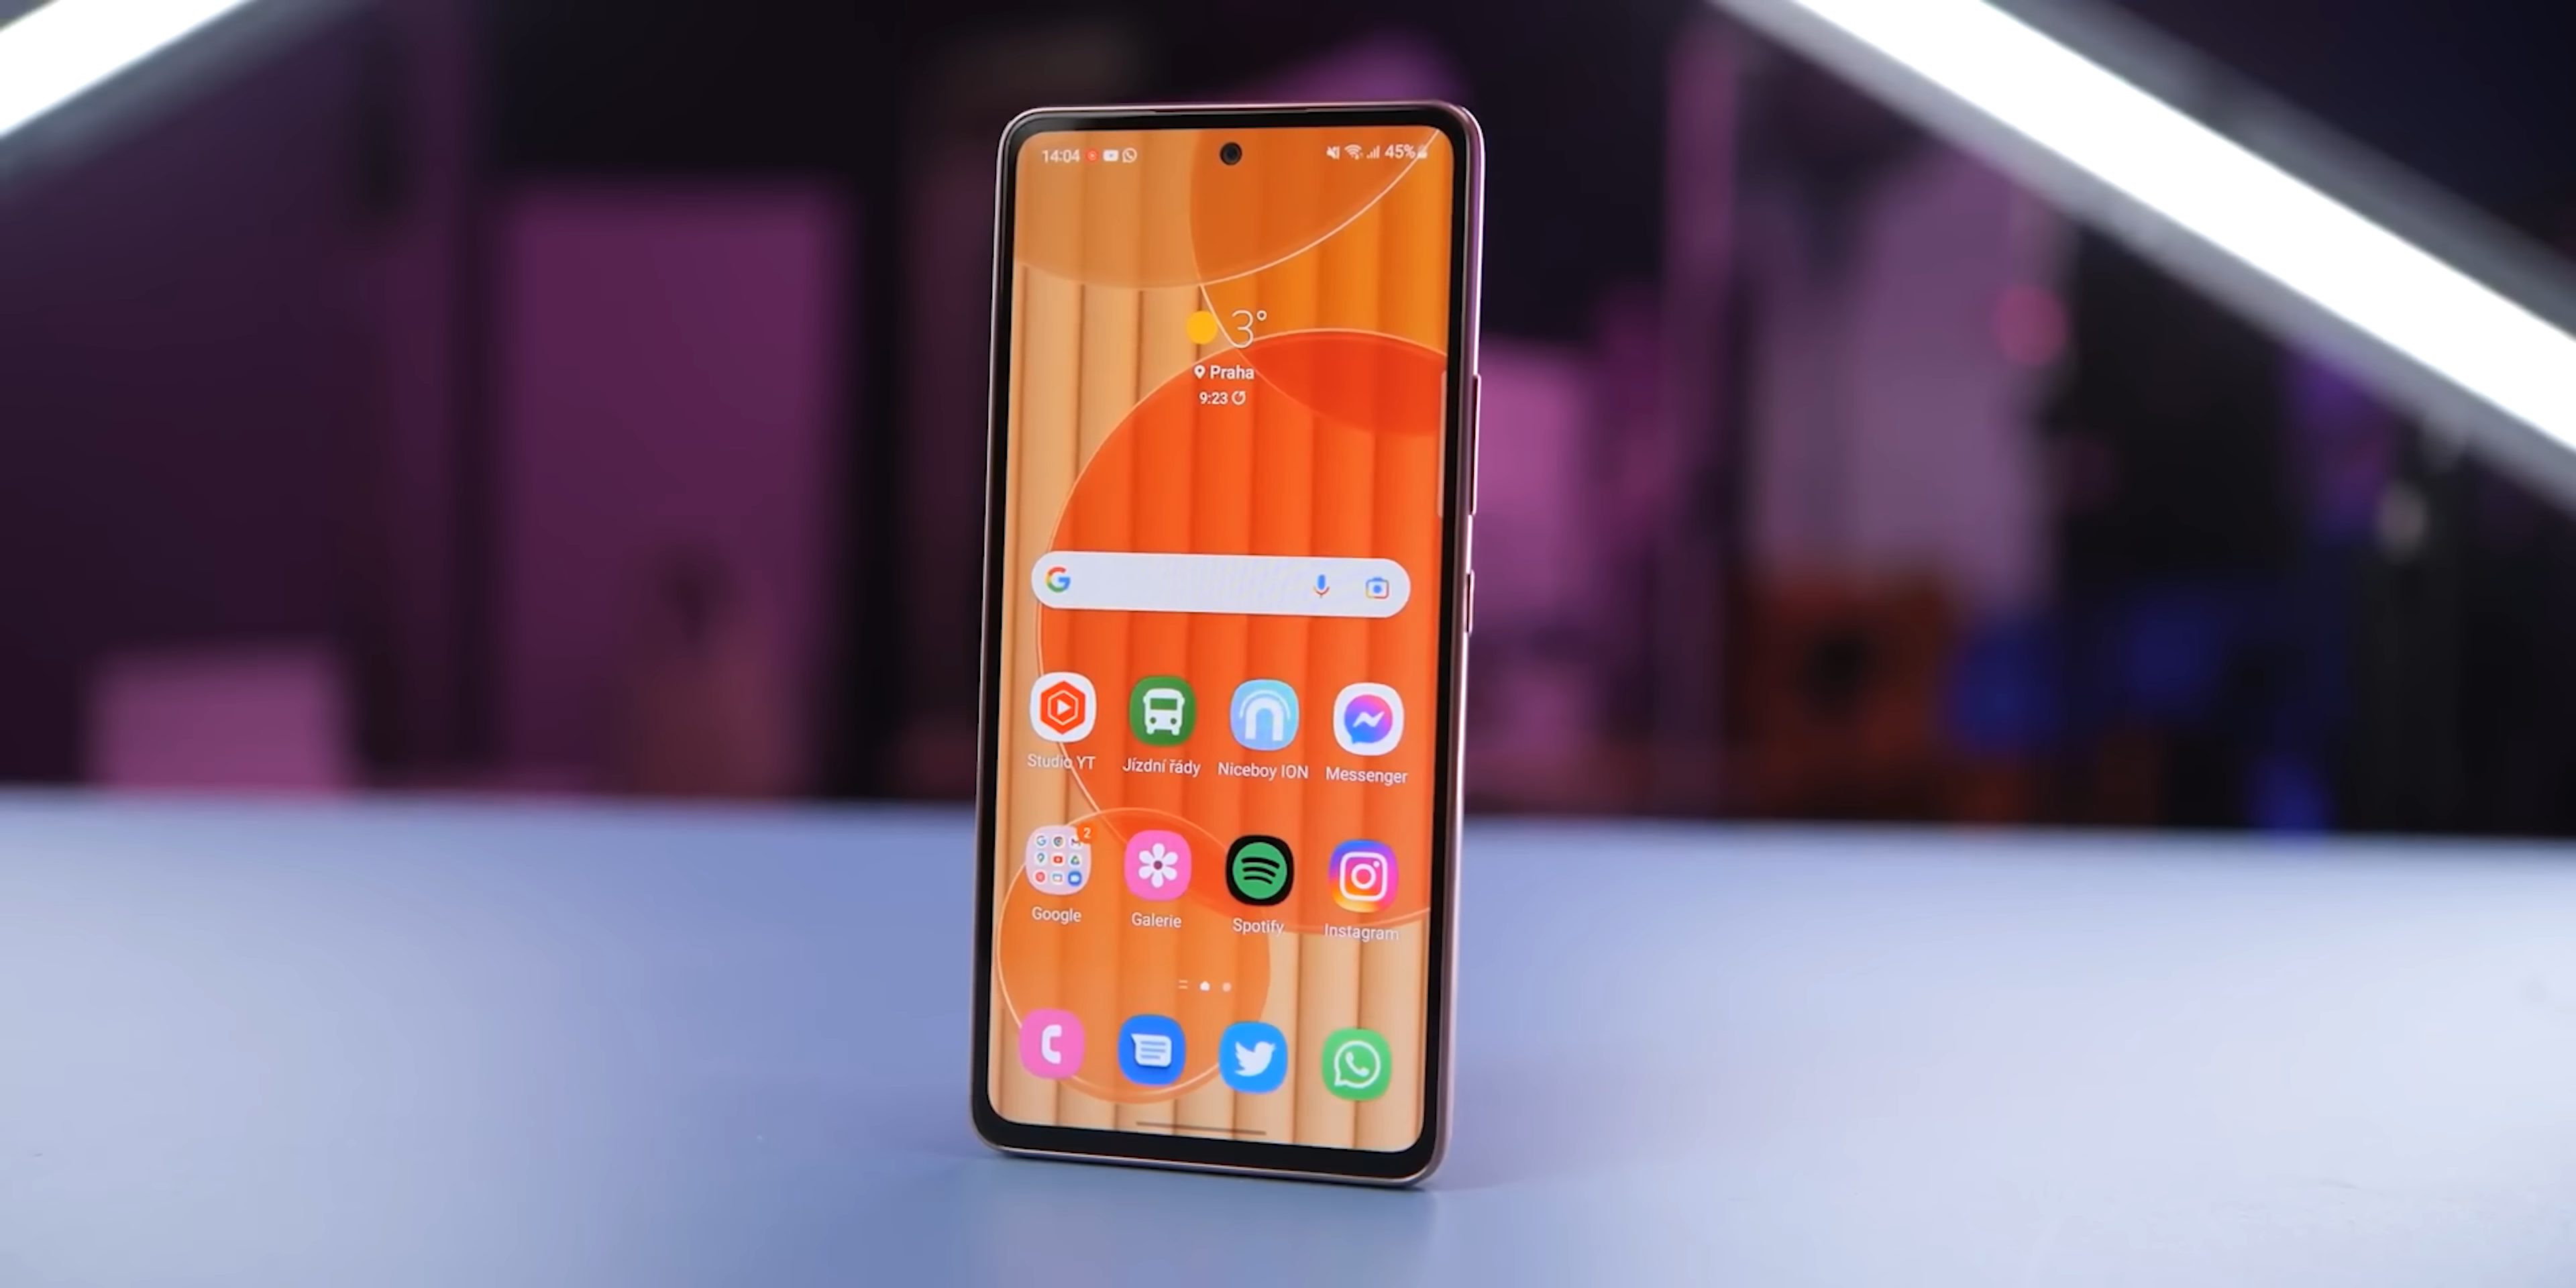 14:04
45%
3°
Praha
9:23
Studio YT
Jízdní řády
Niceboy ION
Messenger
2
Google
Galerie
Spotify
Instagram